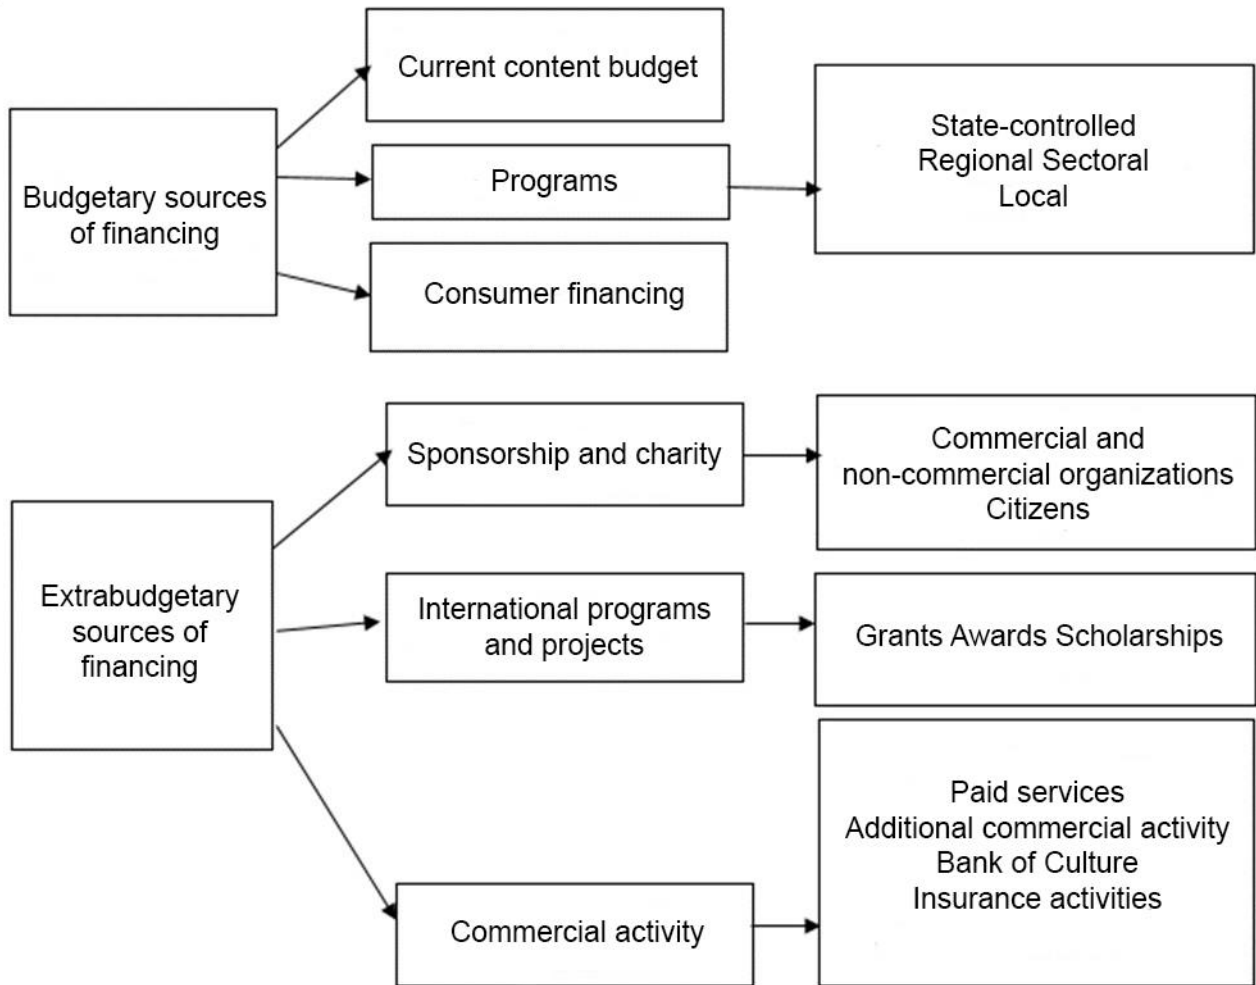 Budgetary sources
of financing
Current content budget
Programs
Consumer financing
State-controlled
Regional Sectoral
Local
Extrabudgetary
sources of
financing
Sponsorship and charity
International programs
and projects
Commercial activity
Commercial and
non-commercial organizations
Citizens
Grants Awards Scholarships
Paid services
Additional commercial activity
Bank of Culture
Insurance activities